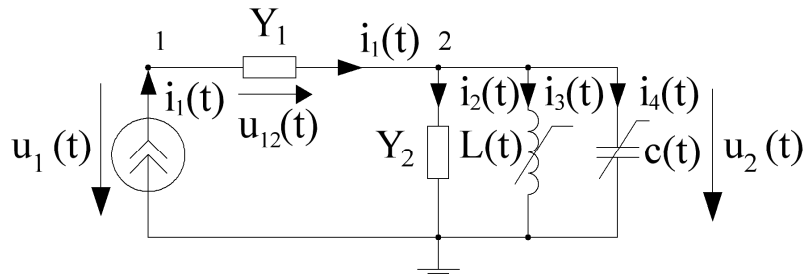 1 Y₁ i₁(t) 2
i₁(t) u₁₂(t) i₂(t) i₃(t) i₄(t)
u₁(t) Y₂ L(t) c(t) u₂(t)